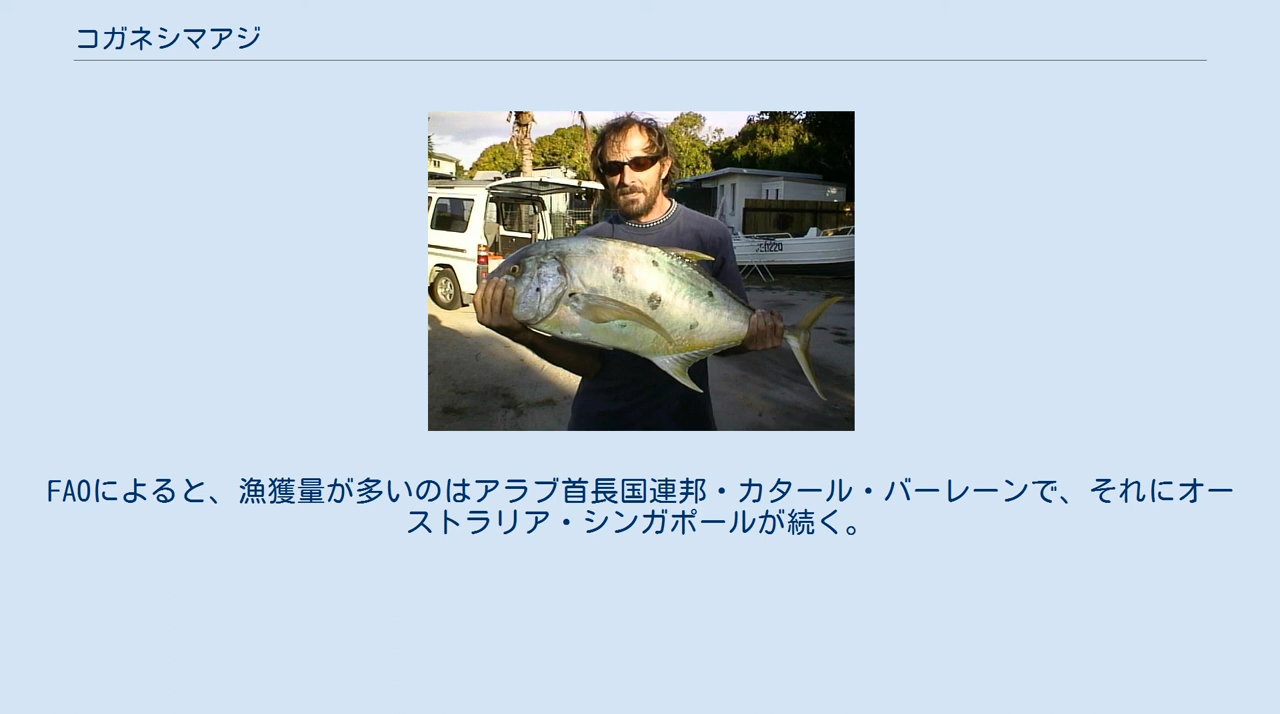 コガネシマアジ
FAOによると、漁獲量が多いのはアラブ首長国連邦・カタール・バーレーンで、それにオー
ストラリア・シンガポールが続く。